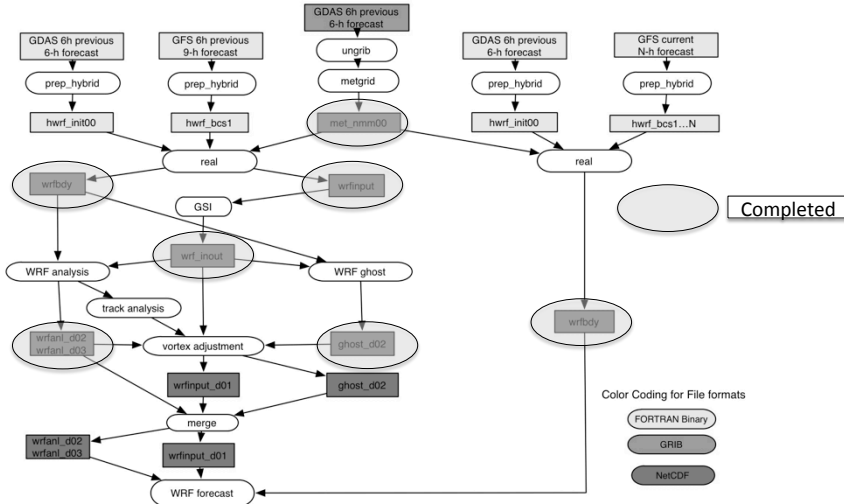 GDAS 6h previous
6-h forecast
GFS 6h previous
9-h forecast
GDAS 6h previous
6-h forecast
GDAS 6h previous
6-h forecast
GFS current
N-h forecast
ungrib
prep_hybrid
prep_hybrid
metgrid
prep_hybrid
prep_hybrid
hwrf_init00
hwrf_bcs1
met_nmm00
hwrf_init00
hwrf_bcs1...N
real
real
wrfbdy
wrfinput
GSI
Completed
wrf_inout
WRF analysis
WRF ghost
track analysis
wrfanl_d02
wrfanl_d03
vortex adjustment
ghost_d02
wrfbdy
wrfinput_d01
ghost_d02
Color Coding for File formats
FORTRAN Binary
merge
wrfanl_d02
wrfanl_d03
wrfinput_d01
GRIB
NetCDF
WRF forecast